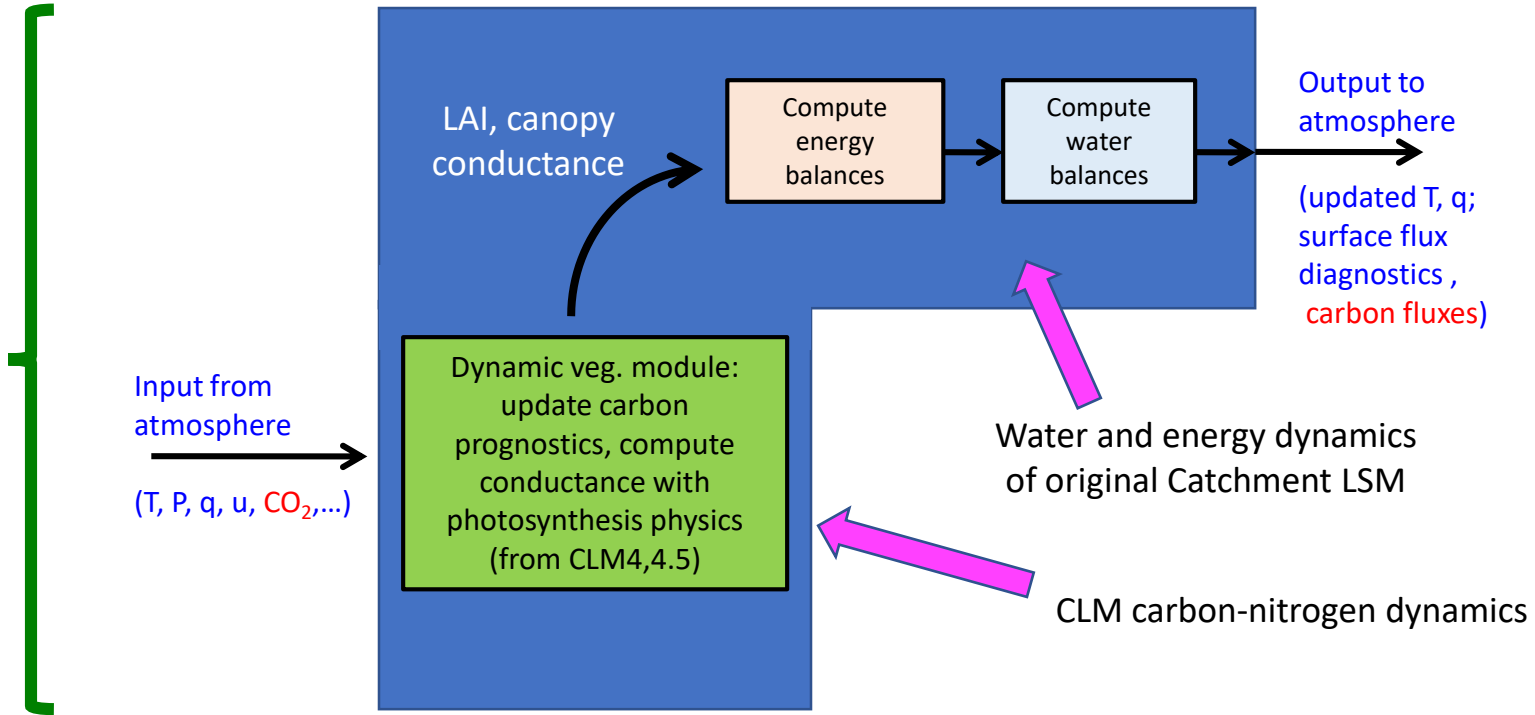 LAI, canopy
conductance
Compute
energy
balances
Compute
water
balances
Output to
atmosphere
(updated T, q;
surface flux
diagnostics ,
carbon fluxes)
Input from
atmosphere
(T, P, q, u, CO₂,...)
Dynamic veg. module:
update carbon
prognostics, compute
conductance with
photosynthesis physics
(from CLM4,4.5)
Water and energy dynamics
of original Catchment LSM
CLM carbon-nitrogen dynamics